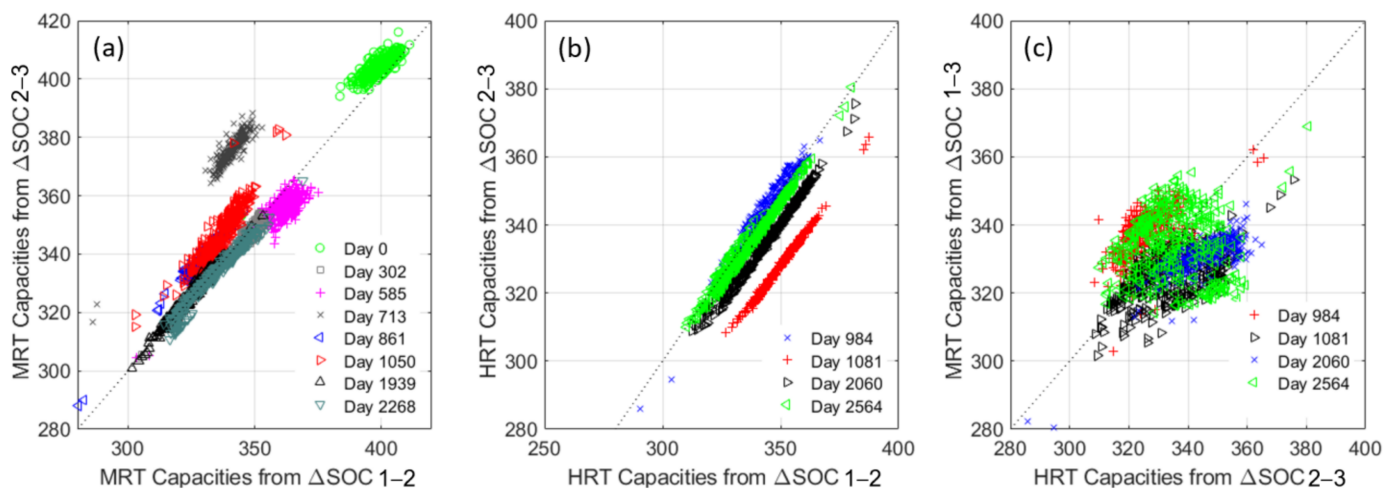 (a)
MRT Capacities from ΔSOC 2–3
420
400
380
360
340
320
300
280
300
350
400
MRT Capacities from ΔSOC 1–2
Day 0
Day 302
Day 585
Day 713
Day 861
Day 1050
Day 1939
Day 2268
(b)
HRT Capacities from ΔSOC 2–3
400
380
360
340
320
300
280
250
300
350
400
HRT Capacities from ΔSOC 1–2
Day 984
Day 1081
Day 2060
Day 2564
(c)
MRT Capacities from ΔSOC 1–3
400
380
360
340
320
300
280
280
300
320
340
360
380
400
HRT Capacities from ΔSOC 2–3
Day 984
Day 1081
Day 2060
Day 2564